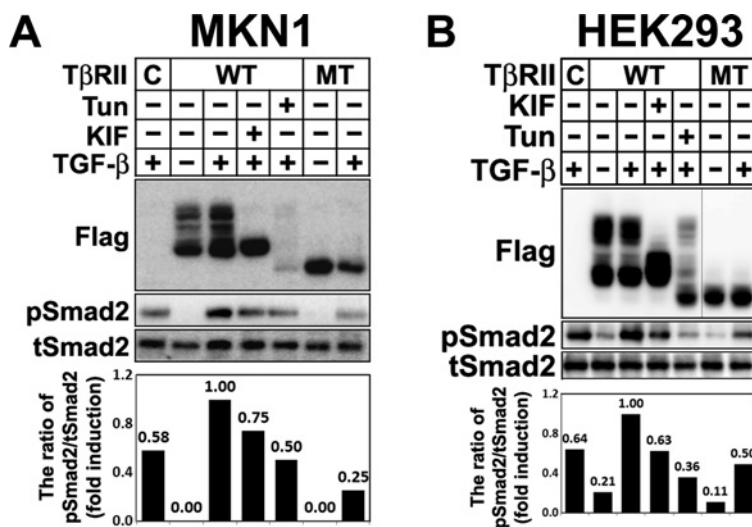 A MKN1
TβRII C WT MT
Tun − − − − + − −
KIF − − − + − − −
TGF-β + − + + + − +
Flag
pSmad2
tSmad2
The ratio of
pSmad2/tSmad2
(fold induction)
1.2
0.6
0.0
0.58 0.00 1.00 0.75 0.50 0.00 0.25
B HEK293
TβRII C WT MT
KIF − − − + − − −
Tun − − − − + − −
TGF-β + − + + + − +
Flag
pSmad2
tSmad2
The ratio of
pSmad2/tSmad2
(fold induction)
1.2
0.8
0.4
0.0
0.64 0.21 1.00 0.63 0.36 0.11 0.50